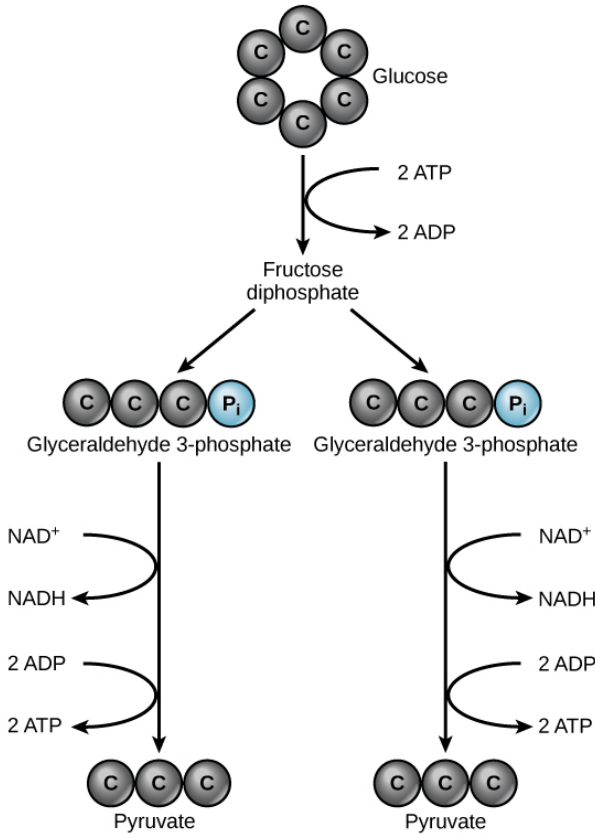 C
C
C
C
C
C
Glucose
2 ATP
2 ADP
Fructose
diphosphate
C C C Pi
C C C Pi
Glyceraldehyde 3-phosphate
Glyceraldehyde 3-phosphate
NAD+
NAD+
NADH
NADH
2 ADP
2 ADP
2 ATP
2 ATP
C C C
C C C
Pyruvate
Pyruvate